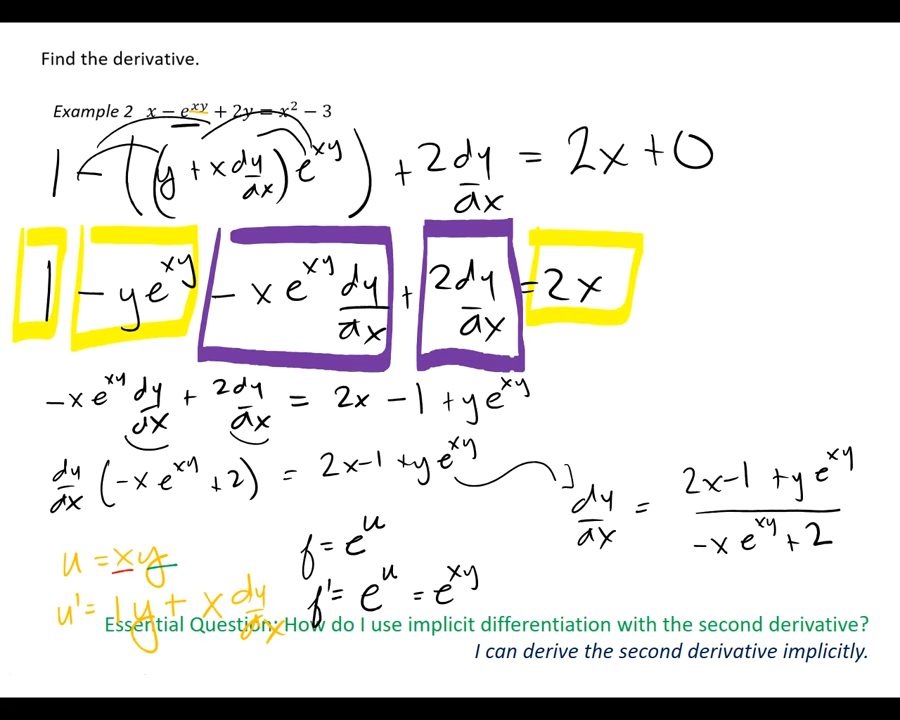 Find the derivative.
Example 2 x − e^{xy} + 2y = x² − 3
1 − ((y + x dy/dx) e^{xy}) + 2 dy/dx = 2x + 0
1 − ye^{xy} − xe^{xy} dy/dx + 2 dy/dx = 2x
−xe^{xy} dy/dx + 2 dy/dx = 2x − 1 + ye^{xy}
dy/dx (−xe^{xy} + 2) = 2x−1 + ye^{xy}
dy/dx = (2x−1 + ye^{xy})/(−xe^{xy} + 2)
u = xy
u' = 1y + x dy/dx
f = e^u
f' = e^u = e^{xy}
Essential Question: How do I use implicit differentiation with the second derivative?
I can derive the second derivative implicitly.